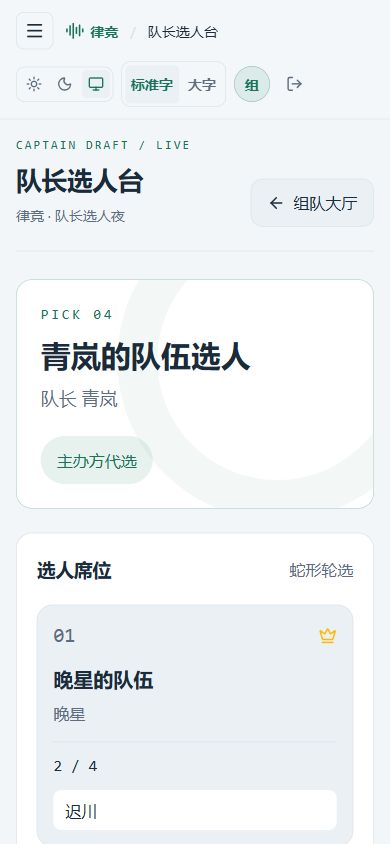 律竞 / 队长选人台
标准字 大字 组
CAPTAIN DRAFT / LIVE
队长选人台
律竞 · 队长选人夜
组队大厅
PICK 04
青岚的队伍选人
队长 青岚
主办方代选
选人席位 蛇形轮选
01
晚星的队伍
晚星
2 / 4
迟川